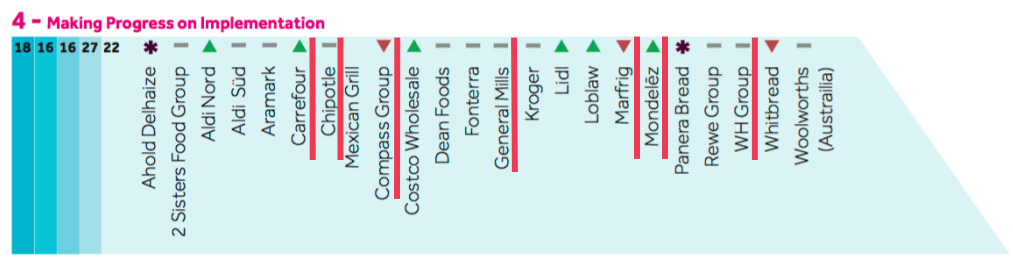 4 - Making Progress on Implementation
18 16 16 27 22
Ahold Delhaize
2 Sisters Food Group
Aldi Nord
Aldi Süd
Aramark
Carrefour
Chipotle
Mexican Grill
Compass Group
Costco Wholesale
Dean Foods
Fonterra
General Mills
Kroger
Lidl
Loblaw
Marfrig
Mondelēz
Panera Bread
Rewe Group
WH Group
Whitbread
Woolworths
(Austrailia)